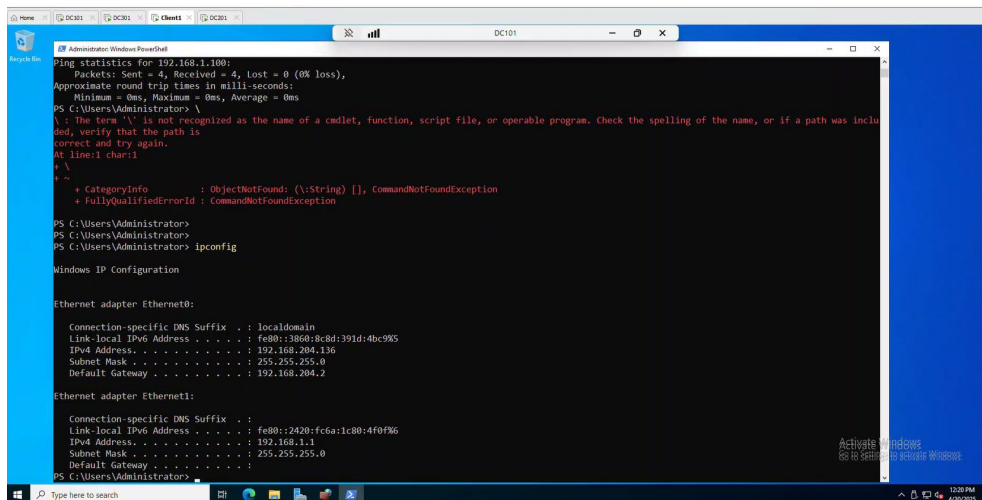 Home DC101 DC301 Client1 DC201
DC101
Recycle Bin
Administrator: Windows PowerShell
Ping statistics for 192.168.1.100:
    Packets: Sent = 4, Received = 4, Lost = 0 (0% loss),
Approximate round trip times in milli-seconds:
    Minimum = 0ms, Maximum = 0ms, Average = 0ms
PS C:\Users\Administrator> \
\ : The term '\' is not recognized as the name of a cmdlet, function, script file, or operable program. Check the spelling of the name, or if a path was inclu
ded, verify that the path is
correct and try again.
At line:1 char:1
+ \
+ ~
    + CategoryInfo          : ObjectNotFound: (\:String) [], CommandNotFoundException
    + FullyQualifiedErrorId : CommandNotFoundException
PS C:\Users\Administrator>
PS C:\Users\Administrator>
PS C:\Users\Administrator> ipconfig
Windows IP Configuration
Ethernet adapter Ethernet0:
   Connection-specific DNS Suffix  . : localdomain
   Link-local IPv6 Address . . . . . : fe80::3860:8c8d:391d:4bc9%5
   IPv4 Address. . . . . . . . . . . : 192.168.204.136
   Subnet Mask . . . . . . . . . . . : 255.255.255.0
   Default Gateway . . . . . . . . . : 192.168.204.2
Ethernet adapter Ethernet1:
   Connection-specific DNS Suffix  . :
   Link-local IPv6 Address . . . . . : fe80::2420:fc6a:1c80:4f0f%6
   IPv4 Address. . . . . . . . . . . : 192.168.1.1
   Subnet Mask . . . . . . . . . . . : 255.255.255.0
   Default Gateway . . . . . . . . . :
PS C:\Users\Administrator>
Activate Windows
Go to Settings to activate Windows.
Type here to search
12:20 PM
4/20/2025